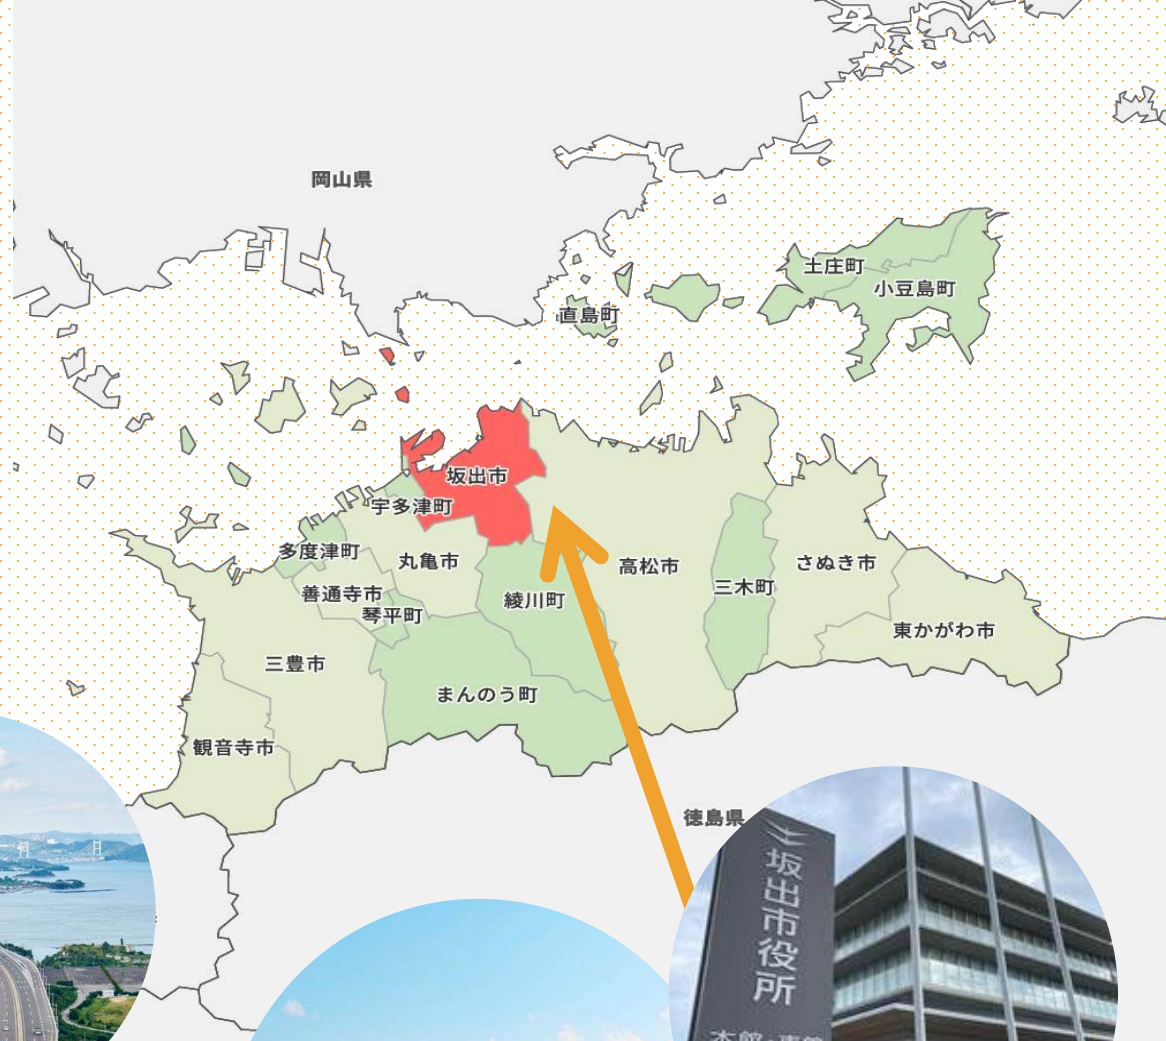 岡山県
土庄町
小豆島町
直島町
坂出市
宇多津町
多度津町
丸亀市
高松市
さぬき市
三木町
善通寺市
綾川町
琴平町
東かがわ市
三豊市
まんのう町
観音寺市
徳島県
坂出市役所